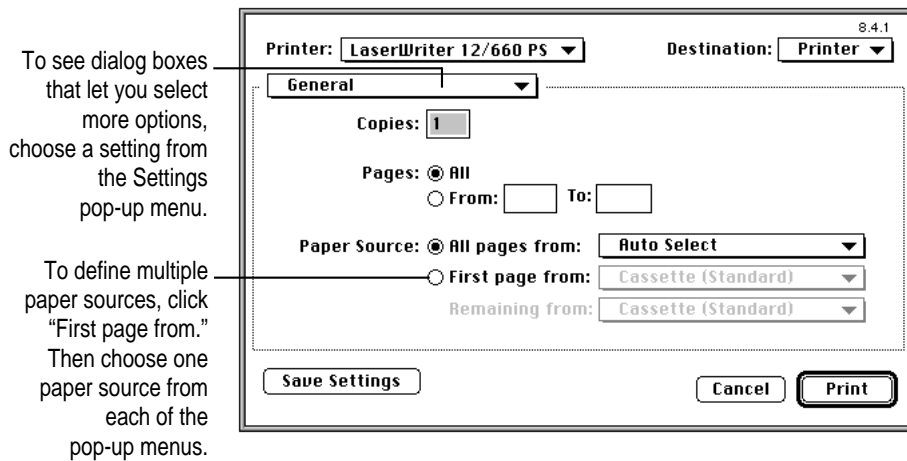 8.4.1
Printer: LaserWriter 12/660 PS Destination: Printer
General
Copies: 1
Pages: All
From: To:
Paper Source: All pages from: Auto Select
First page from: Cassette (Standard)
Remaining from: Cassette (Standard)
Save Settings Cancel Print
To see dialog boxes
that let you select
more options,
choose a setting from
the Settings
pop-up menu.
To define multiple
paper sources, click
“First page from.”
Then choose one
paper source from
each of the
pop-up menus.